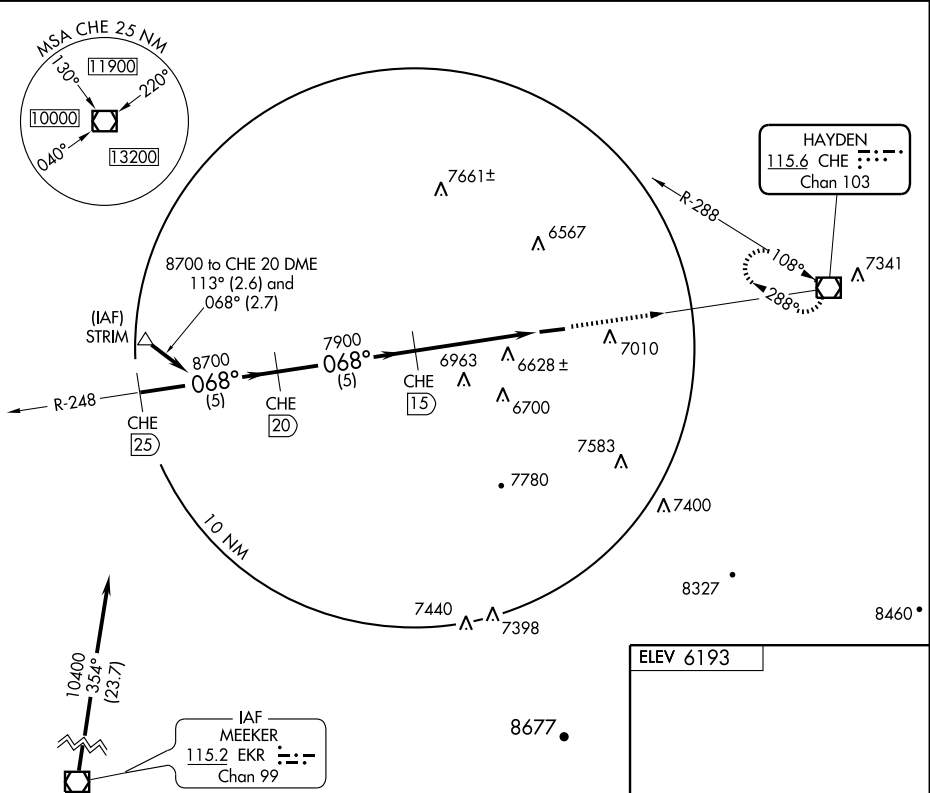 MSA CHE 25 NM
130°
11900
220°
10000
040°
13200
7661±
6567
HAYDEN
115.6 CHE
Chan 103
R-288
108°
288°
7341
8700 to CHE 20 DME
113° (2.6) and
068° (2.7)
(IAF)
STRIM
8700
068°
(5)
7900
068°
(5)
R-248
CHE
25
CHE
20
CHE
15
6963
6628±
7010
6700
7583
7780
7400
10 NM
8327
8460
7440
7398
ELEV 6193
10400
354°
(23.7)
IAF
MEEKER
115.2 EKR
Chan 99
8677